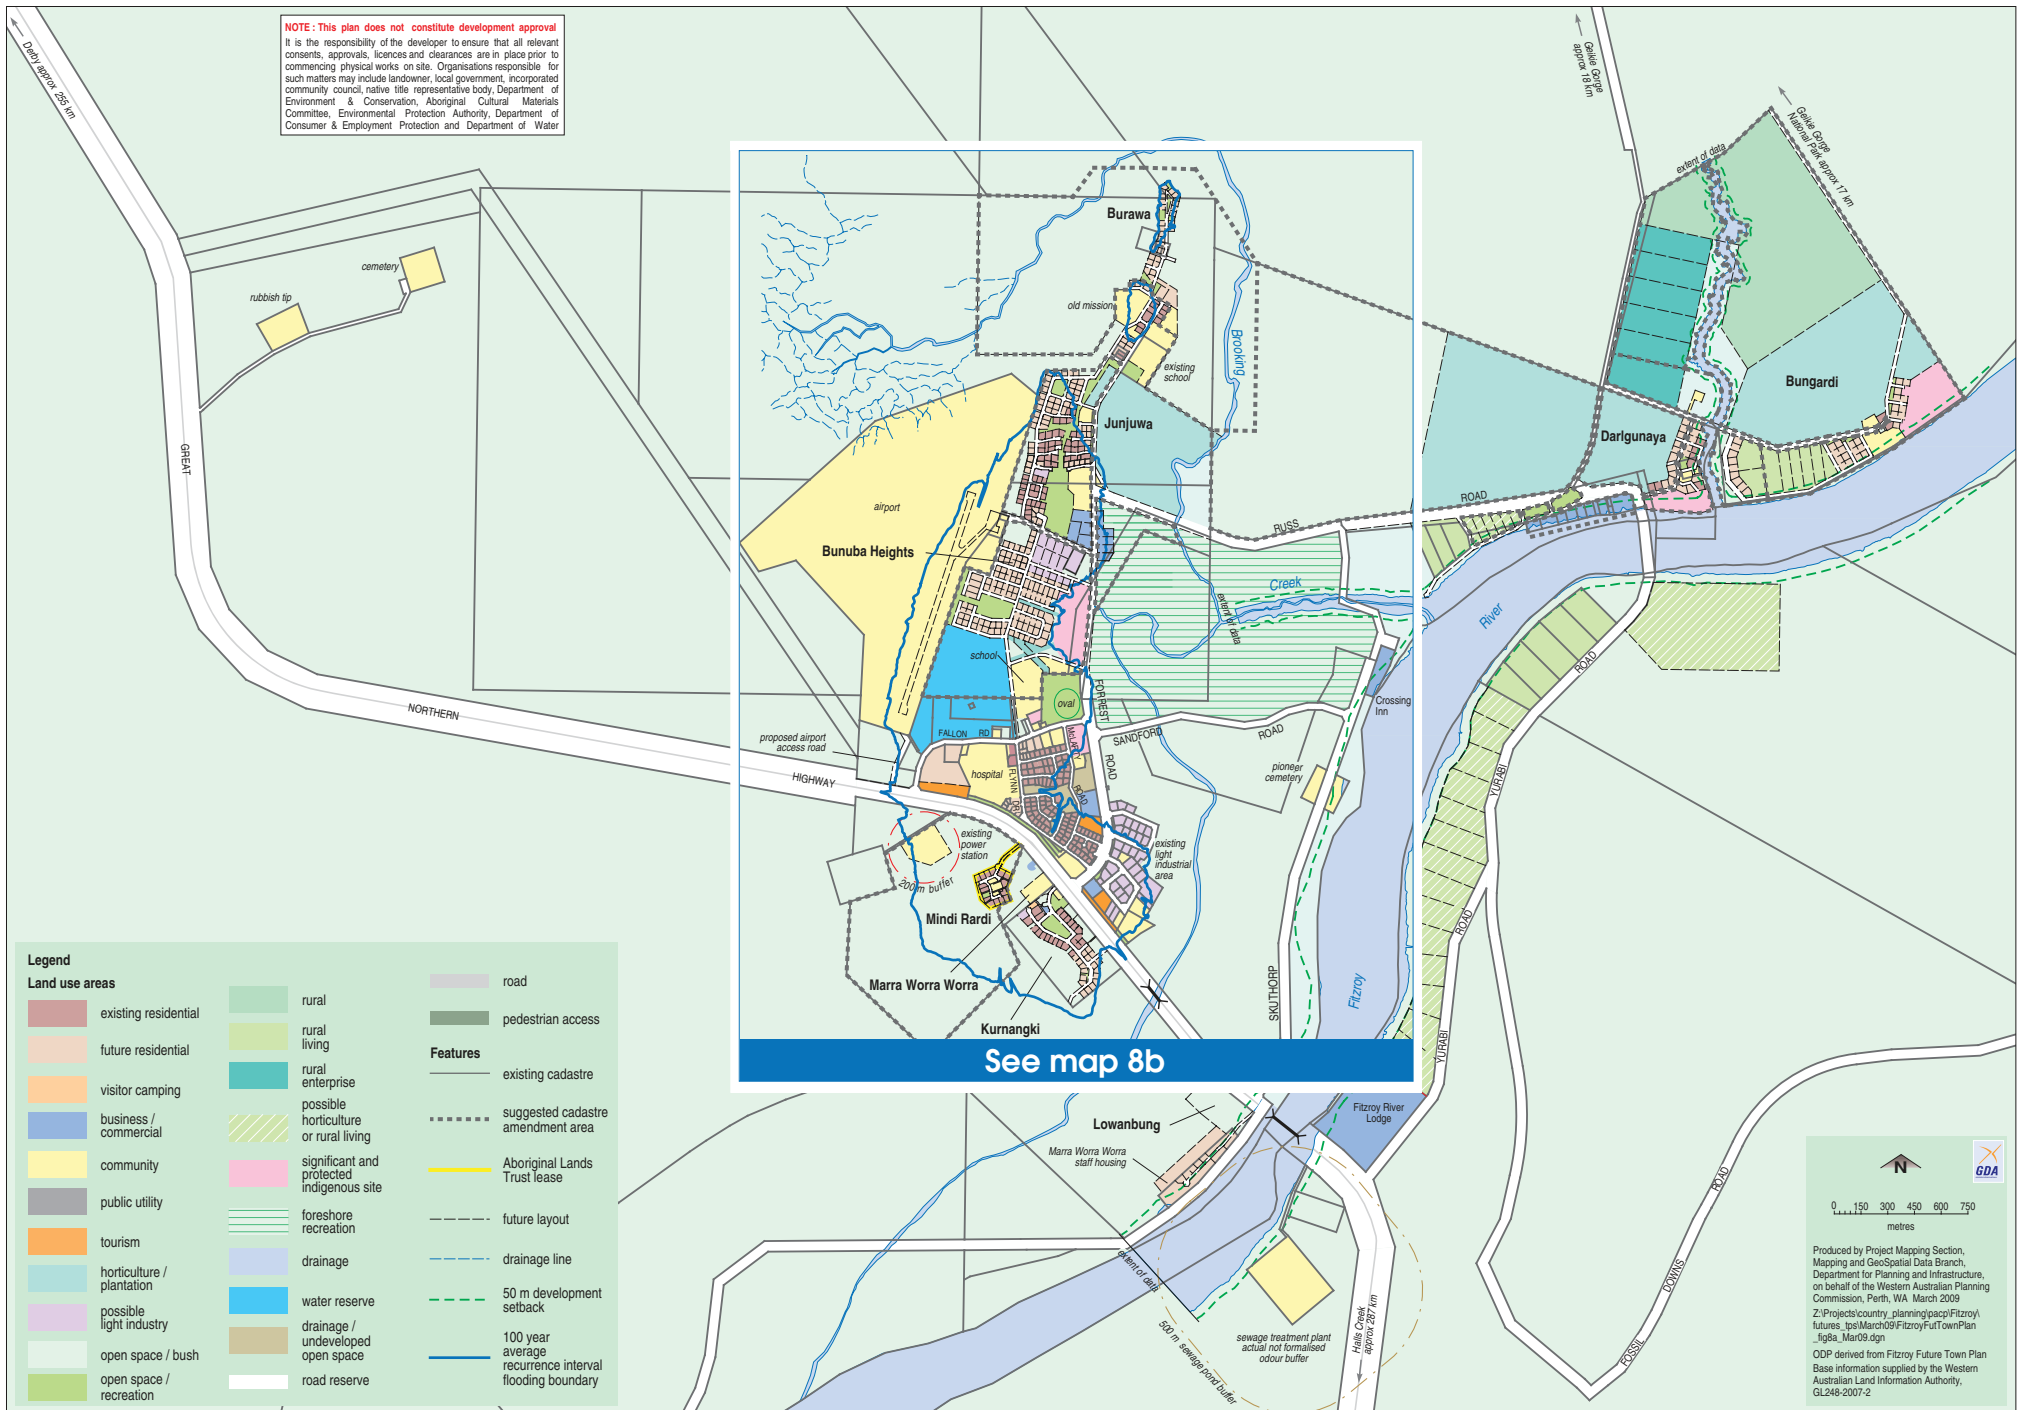 NOTE : This plan does not constitute development approval
It is the responsibility of the developer to ensure that all relevant
consents, approvals, licences and clearances are in place prior to
commencing physical works on site. Organisations responsible for
such matters may include landowner, local government, incorporated
community council, native title representative body, Department of
Environment & Conservation, Aboriginal Cultural Materials
Committee, Environmental Protection Authority, Department of
Consumer & Employment Protection and Department of Water
Derby approx 255 km
Geikie Gorge
approx 18 km
Geikie Gorge
National Park approx 17 km
extent of data
cemetery
rubbish tip
GREAT
NORTHERN
HIGHWAY
Burawa
old mission
existing
school
Brooking
Junjuwa
airport
Bunuba Heights
Bungardi
Darlgunaya
ROAD
RUSS
Creek
extent of data
River
ROAD
school
oval
FORREST
Crossing
Inn
FALLON RD
McLARTY
SANDFORD
ROAD
proposed airport
access road
hospital
FLYNN
DR
ROAD
ROAD
pioneer
cemetery
YURABI
existing
power
station
existing
light
industrial
area
200 m buffer
Mindi Rardi
ROAD
Marra Worra Worra
SKUTHORP
Fitzroy
Kurnangki
YURABI
See map 8b
Lowanbung
Fitzroy River
Lodge
Marra Worra Worra
staff housing
extent of data
500 m sewage pond buffer
sewage treatment plant
actual not formalised
odour buffer
Halls Creek
approx 287 km
ROAD
DOWNS
FOSSIL
Legend
Land use areas
existing residential
future residential
visitor camping
business /
commercial
community
public utility
tourism
horticulture /
plantation
possible
light industry
open space / bush
open space /
recreation
rural
rural
living
rural
enterprise
possible
horticulture
or rural living
significant and
protected
indigenous site
foreshore
recreation
drainage
water reserve
drainage /
undeveloped
open space
road reserve
road
pedestrian access
Features
existing cadastre
suggested cadastre
amendment area
Aboriginal Lands
Trust lease
future layout
drainage line
50 m development
setback
100 year
average
recurrence interval
flooding boundary
N
GDA
0 150 300 450 600 750
metres
Produced by Project Mapping Section,
Mapping and GeoSpatial Data Branch,
Department for Planning and Infrastructure,
on behalf of the Western Australian Planning
Commission, Perth, WA March 2009
Z:\Projects\country_planning\pacp\Fitzroy\
futures_tps\March09\FitzroyFutTownPlan
_fig8a_Mar09.dgn
ODP derived from Fitzroy Future Town Plan
Base information supplied by the Western
Australian Land Information Authority,
GL248-2007-2